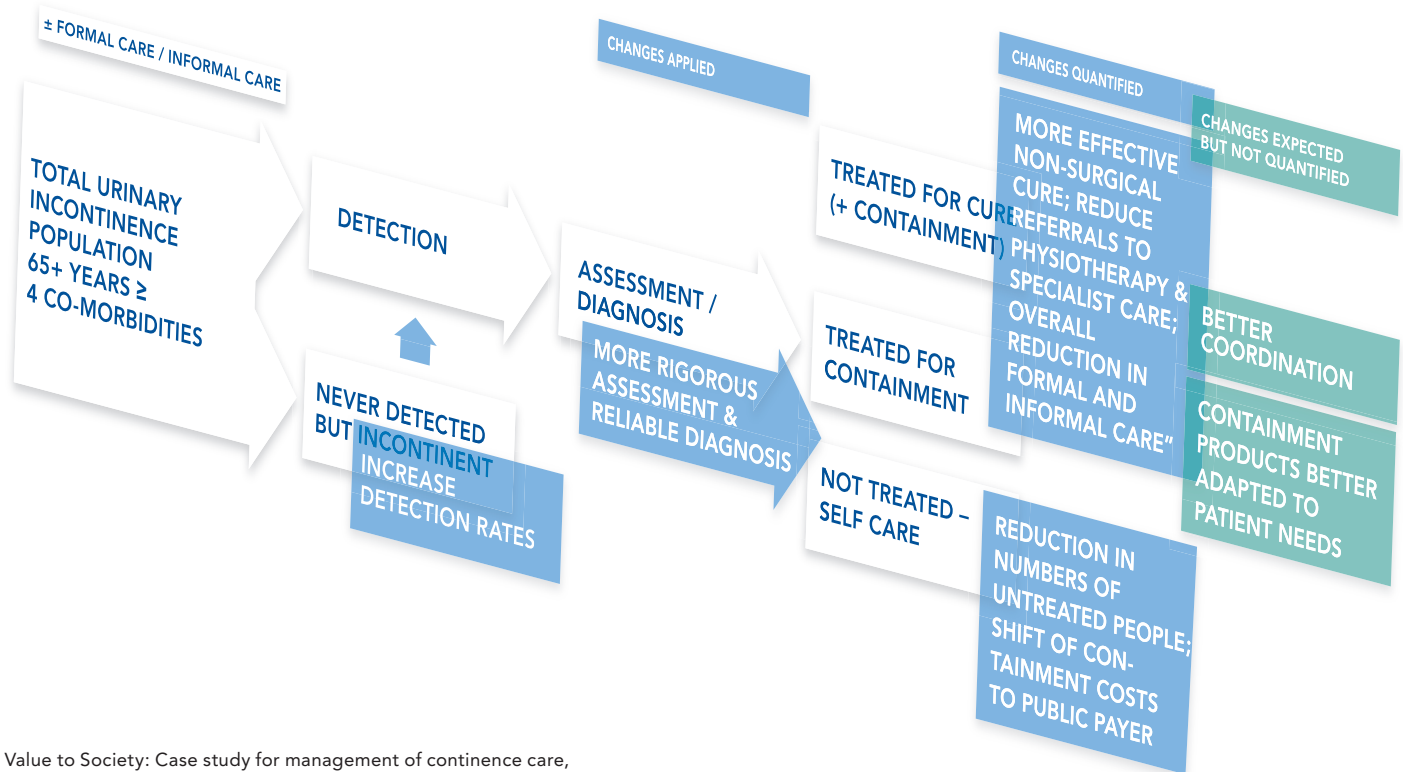 ± FORMAL CARE / INFORMAL CARE
TOTAL URINARY
INCONTINENCE
POPULATION
65+ YEARS ≥
4 CO-MORBIDITIES
DETECTION
NEVER DETECTED
BUT INCONTINENT
INCREASE
DETECTION RATES
CHANGES APPLIED
ASSESSMENT /
DIAGNOSIS
MORE RIGOROUS
ASSESSMENT &
RELIABLE DIAGNOSIS
TREATED FOR CURE
(+ CONTAINMENT)
TREATED FOR
CONTAINMENT
NOT TREATED –
SELF CARE
CHANGES QUANTIFIED
MORE EFFECTIVE
NON-SURGICAL
CURE; REDUCE
REFERRALS TO
PHYSIOTHERAPY &
SPECIALIST CARE;
OVERALL
REDUCTION IN
FORMAL AND
INFORMAL CARE”
REDUCTION IN
NUMBERS OF
UNTREATED PEOPLE;
SHIFT OF CON-
TAINMENT COSTS
TO PUBLIC PAYER
CHANGES EXPECTED
BUT NOT QUANTIFIED
BETTER
COORDINATION
CONTAINMENT
PRODUCTS BETTER
ADAPTED TO
PATIENT NEEDS
Value to Society: Case study for management of continence care,